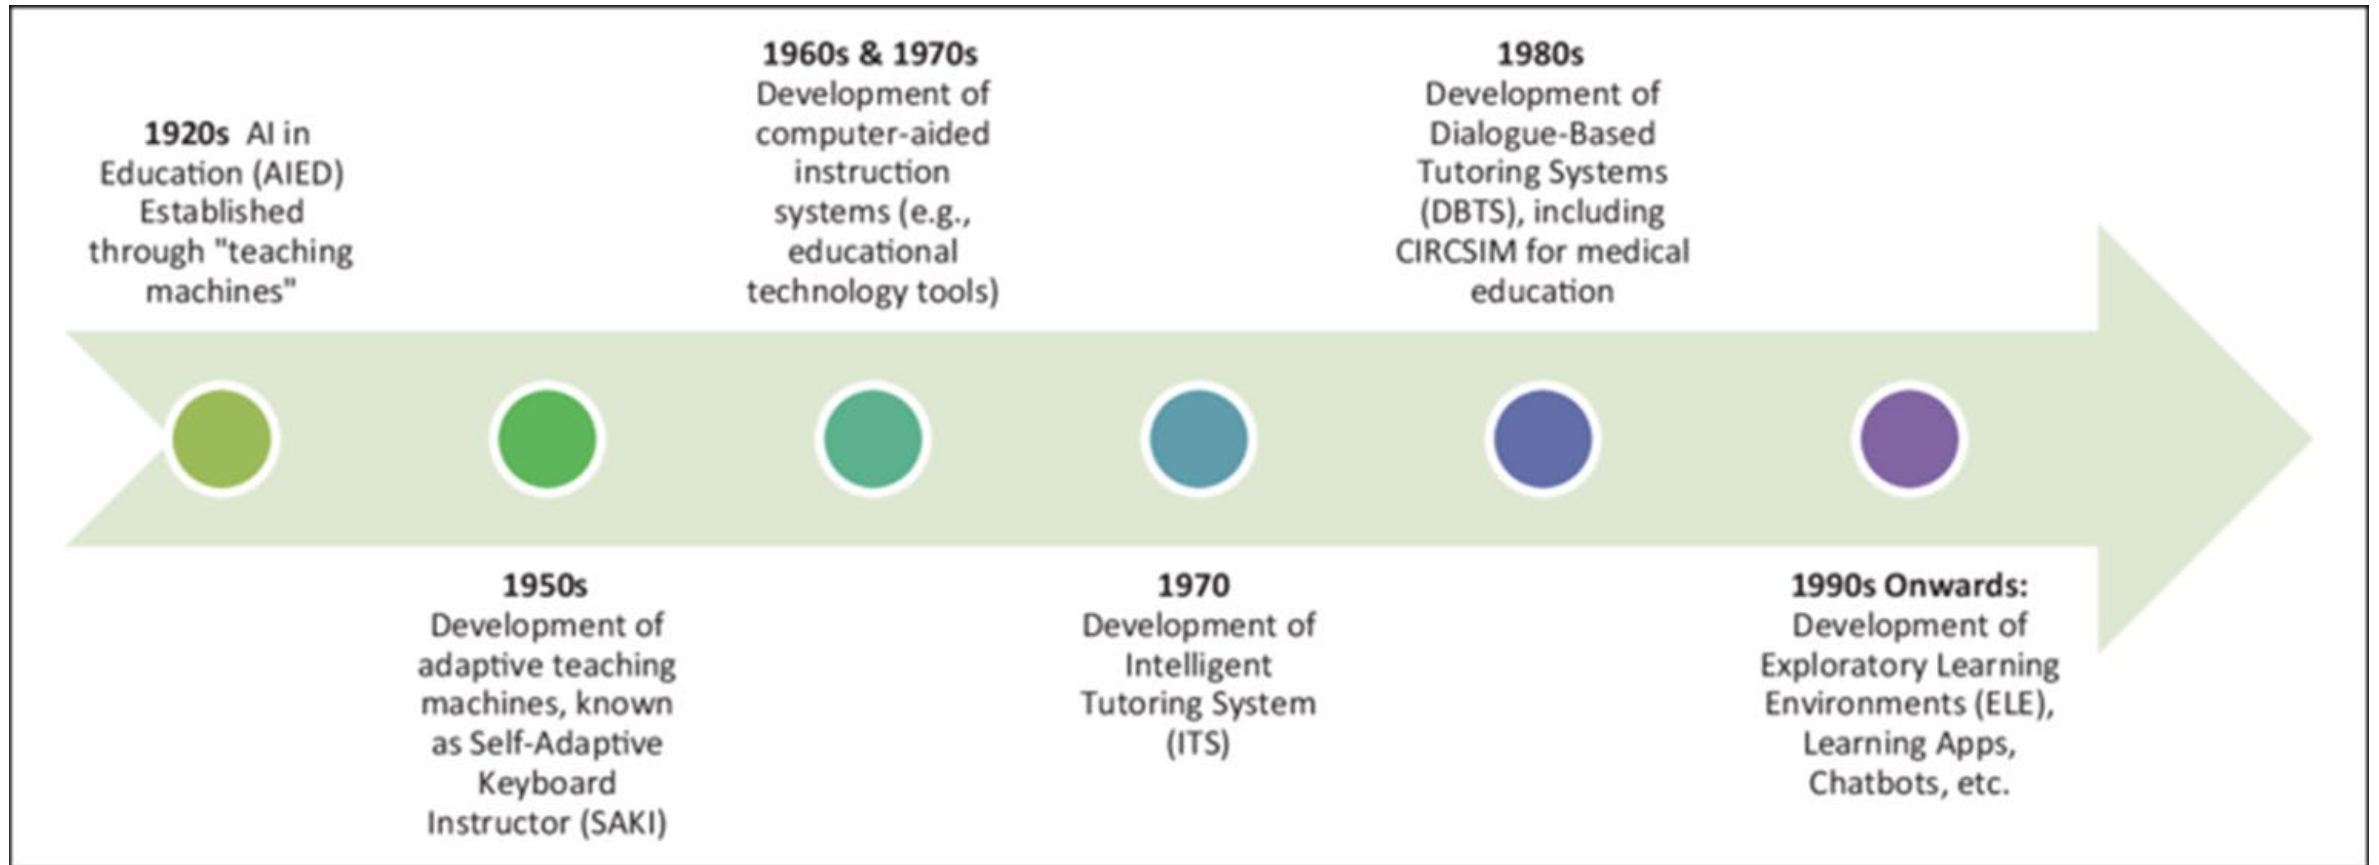 1920s AI in
Education (AIED)
Established
through "teaching
machines"
1950s
Development of
adaptive teaching
machines, known
as Self-Adaptive
Keyboard
Instructor (SAKI)
1960s & 1970s
Development of
computer-aided
instruction
systems (e.g.,
educational
technology tools)
1970
Development of
Intelligent
Tutoring System
(ITS)
1980s
Development of
Dialogue-Based
Tutoring Systems
(DBTS), including
CIRCSIM for medical
education
1990s Onwards:
Development of
Exploratory Learning
Environments (ELE),
Learning Apps,
Chatbots, etc.